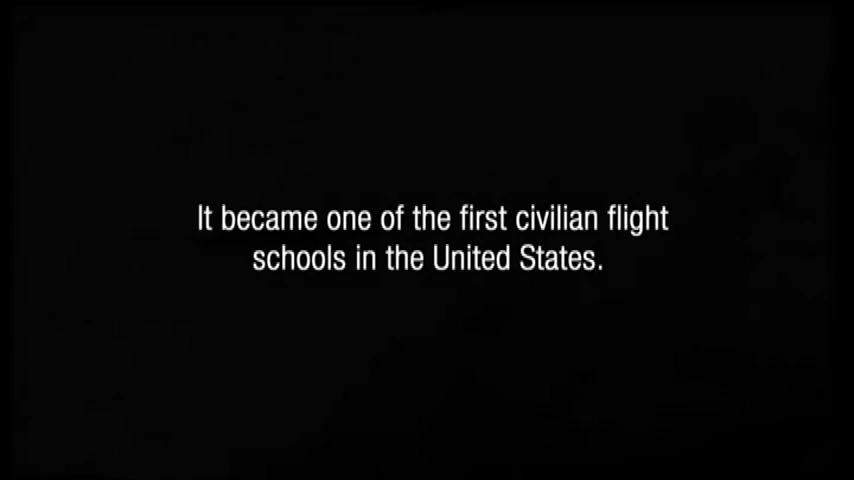 It became one of the first civilian flight
schools in the United States.